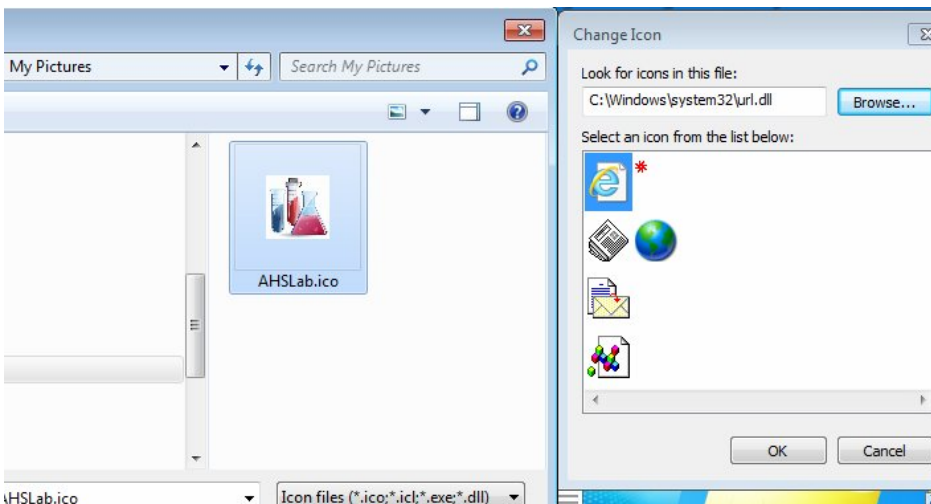 My Pictures
Search My Pictures
AHSLab.ico
AHSLab.ico
Icon files (*.ico;*.icl;*.exe;*.dll)
Change Icon
Look for icons in this file:
C:\Windows\system32\url.dll
Browse...
Select an icon from the list below:
OK
Cancel